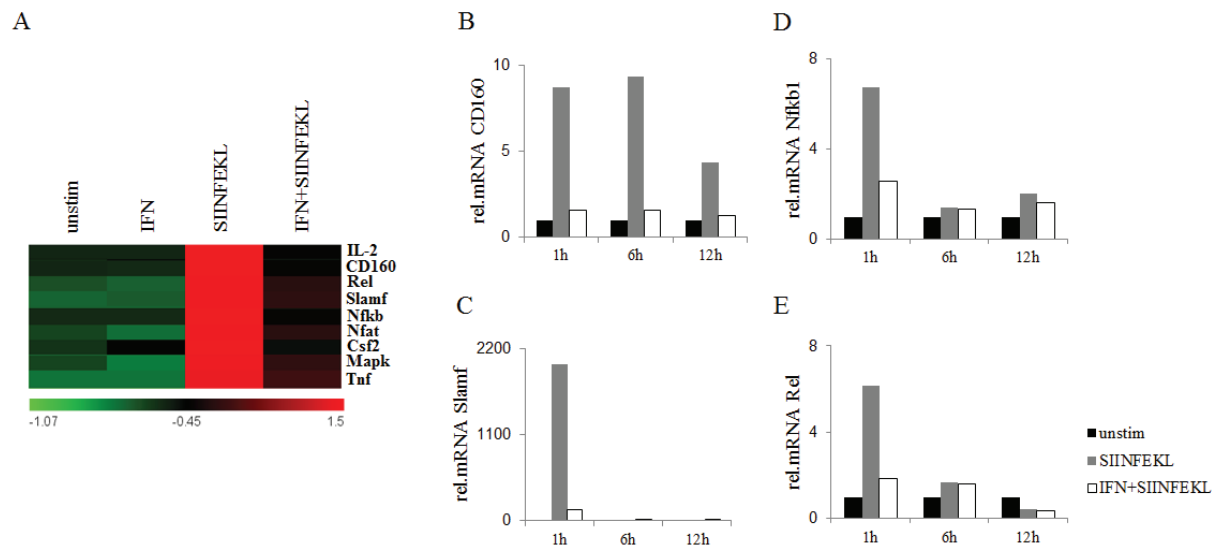 A
unstim
IFN
SIINFEKL
IFN+SIINFEKL
IL-2
CD160
Rel
Slamf
Nfkb
Nfat
Csf2
Mapk
Tnf
-1.07
-0.45
1.5
B
rel.mRNA CD160
10
5
0
1h
6h
12h
C
rel.mRNA Slamf
2200
1100
0
1h
6h
12h
D
rel.mRNA Nfkb1
8
4
0
1h
6h
12h
E
rel.mRNA Rel
8
4
0
1h
6h
12h
unstim
SIINFEKL
IFN+SIINFEKL